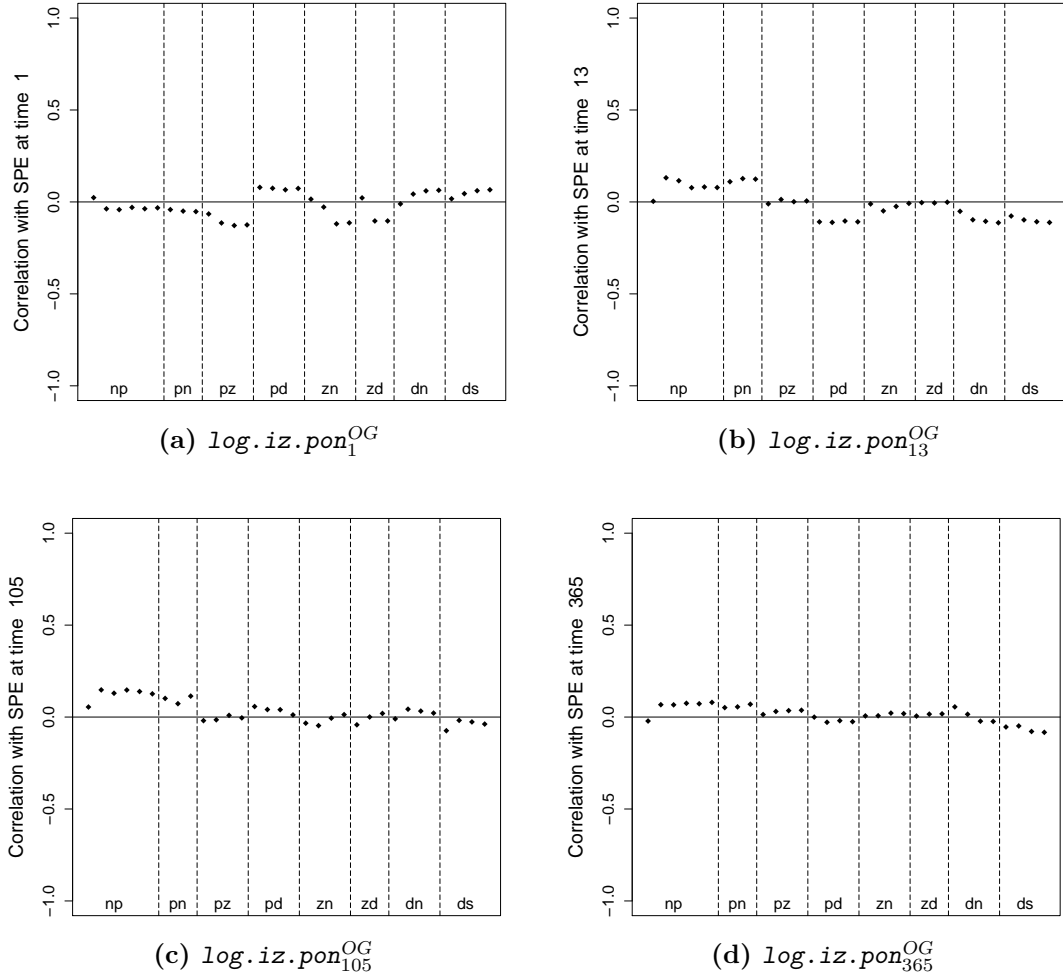 Correlation with SPE at time 1
1.0
0.5
0.0
−0.5
−1.0
np pn pz pd zn zd dn ds
(a) log.iz.pon_1^{OG}
Correlation with SPE at time 13
1.0
0.5
0.0
−0.5
−1.0
np pn pz pd zn zd dn ds
(b) log.iz.pon_{13}^{OG}
Correlation with SPE at time 105
1.0
0.5
0.0
−0.5
−1.0
np pn pz pd zn zd dn ds
(c) log.iz.pon_{105}^{OG}
Correlation with SPE at time 365
1.0
0.5
0.0
−0.5
−1.0
np pn pz pd zn zd dn ds
(d) log.iz.pon_{365}^{OG}